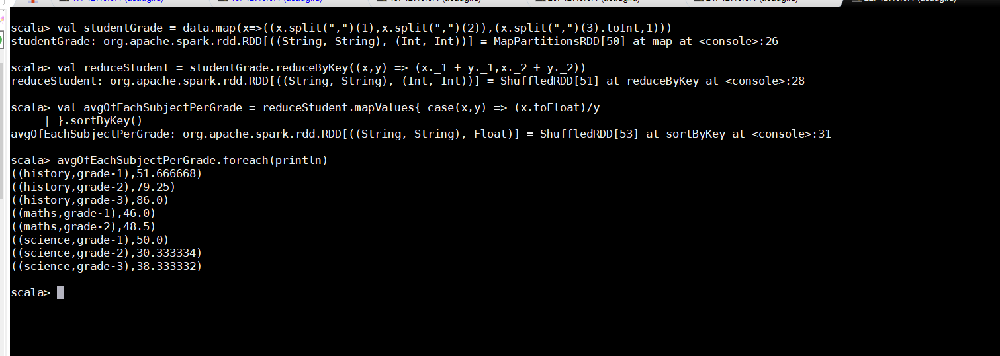 scala> val studentGrade = data.map(x=>((x.split(",")(1),x.split(",")(2)),(x.split(",")(3).toInt,1)))
studentGrade: org.apache.spark.rdd.RDD[((String, String), (Int, Int))] = MapPartitionsRDD[50] at map at <console>:26
scala> val reduceStudent = studentGrade.reduceByKey((x,y) => (x._1 + y._1,x._2 + y._2))
reduceStudent: org.apache.spark.rdd.RDD[((String, String), (Int, Int))] = ShuffledRDD[51] at reduceByKey at <console>:28
scala> val avgOfEachSubjectPerGrade = reduceStudent.mapValues{ case(x,y) => (x.toFloat)/y
| }.sortByKey()
avgOfEachSubjectPerGrade: org.apache.spark.rdd.RDD[((String, String), Float)] = ShuffledRDD[53] at sortByKey at <console>:31
scala> avgOfEachSubjectPerGrade.foreach(println)
((history,grade-1),51.666668)
((history,grade-2),79.25)
((history,grade-3),86.0)
((maths,grade-1),46.0)
((maths,grade-2),48.5)
((science,grade-1),50.0)
((science,grade-2),30.333334)
((science,grade-3),38.333332)
scala>